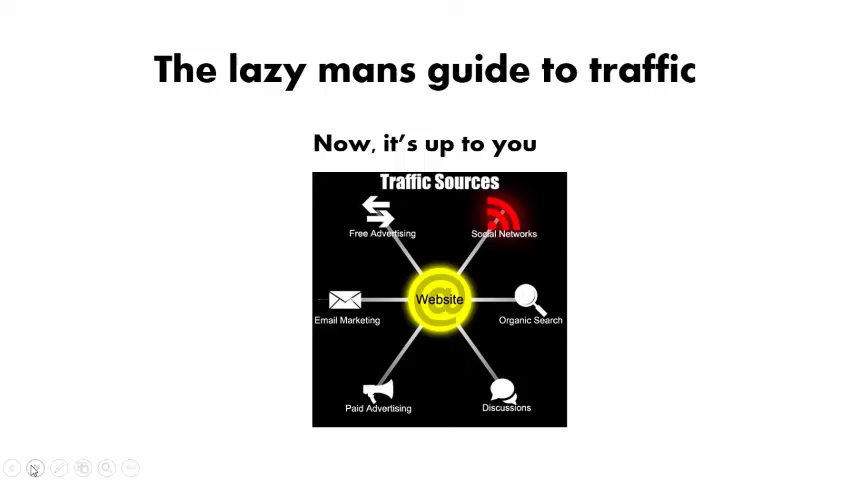 The lazy mans guide to traffic
Now, it's up to you
Traffic Sources
Free Advertising
Social Networks
@
Website
Email Marketing
Organic Search
Paid Advertising
Discussions